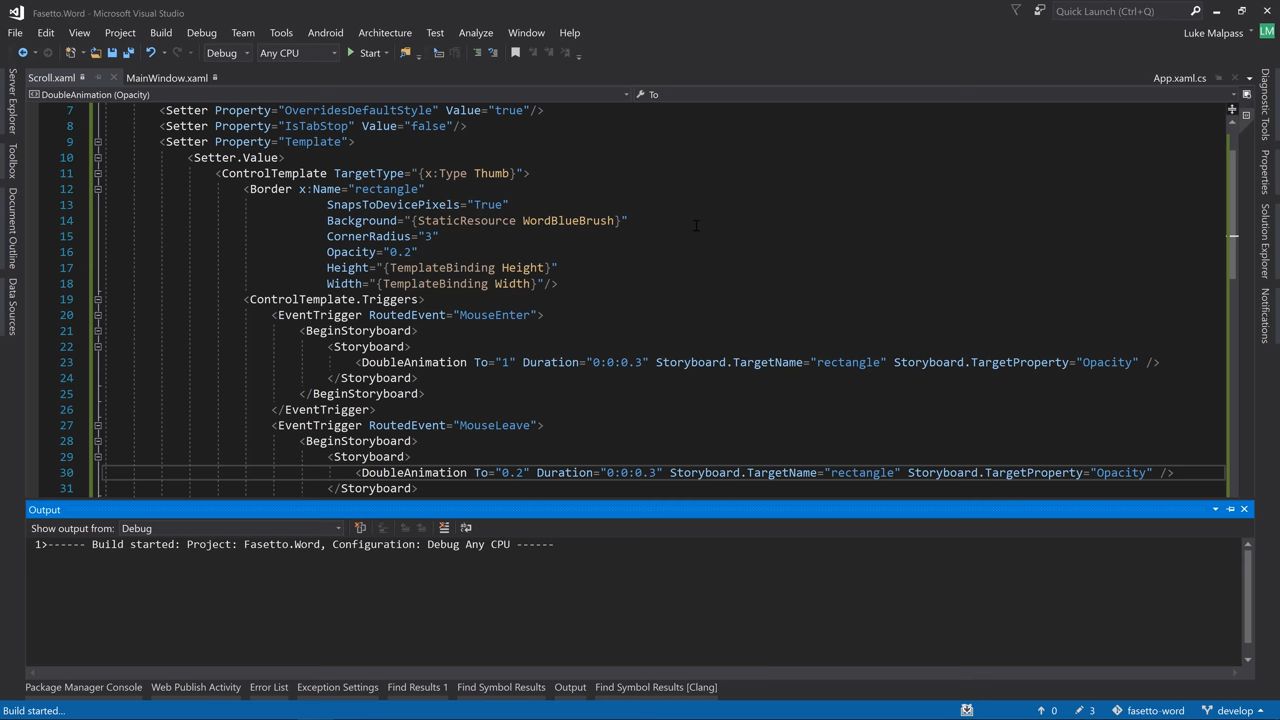 Fasetto.Word - Microsoft Visual Studio
Quick Launch (Ctrl+Q)
File Edit View Project Build Debug Team Tools Android Architecture Test Analyze Window Help
Luke Malpass LM
Debug Any CPU Start
Scroll.xaml MainWindow.xaml App.xaml.cs
DoubleAnimation (Opacity) To
Server Explorer
Toolbox
Document Outline
Data Sources
7 <Setter Property="OverridesDefaultStyle" Value="true"/>
8 <Setter Property="IsTabStop" Value="false"/>
9 <Setter Property="Template">
10 <Setter.Value>
11 <ControlTemplate TargetType="{x:Type Thumb}">
12 <Border x:Name="rectangle"
13 SnapsToDevicePixels="True"
14 Background="{StaticResource WordBlueBrush}"
15 CornerRadius="3"
16 Opacity="0.2"
17 Height="{TemplateBinding Height}"
18 Width="{TemplateBinding Width}"/>
19 <ControlTemplate.Triggers>
20 <EventTrigger RoutedEvent="MouseEnter">
21 <BeginStoryboard>
22 <Storyboard>
23 <DoubleAnimation To="1" Duration="0:0:0.3" Storyboard.TargetName="rectangle" Storyboard.TargetProperty="Opacity" />
24 </Storyboard>
25 </BeginStoryboard>
26 </EventTrigger>
27 <EventTrigger RoutedEvent="MouseLeave">
28 <BeginStoryboard>
29 <Storyboard>
30 <DoubleAnimation To="0.2" Duration="0:0:0.3" Storyboard.TargetName="rectangle" Storyboard.TargetProperty="Opacity" />
31 </Storyboard>
Diagnostic Tools
Properties
Solution Explorer
Notifications
Output
Show output from: Debug
1>------ Build started: Project: Fasetto.Word, Configuration: Debug Any CPU ------
Package Manager Console Web Publish Activity Error List Exception Settings Find Results 1 Find Symbol Results Output Find Symbol Results [Clang]
Build started... 0 3 fasetto-word develop